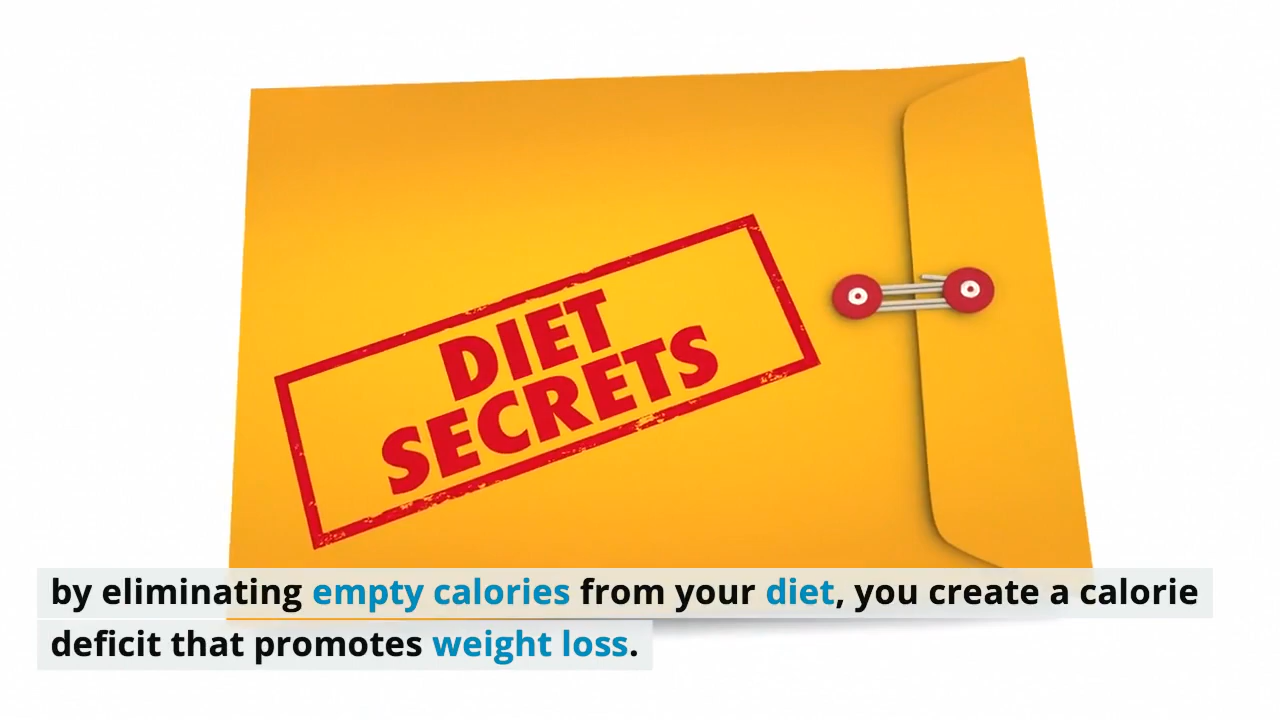 DIET
SECRETS
by eliminating empty calories from your diet, you create a calorie
deficit that promotes weight loss.